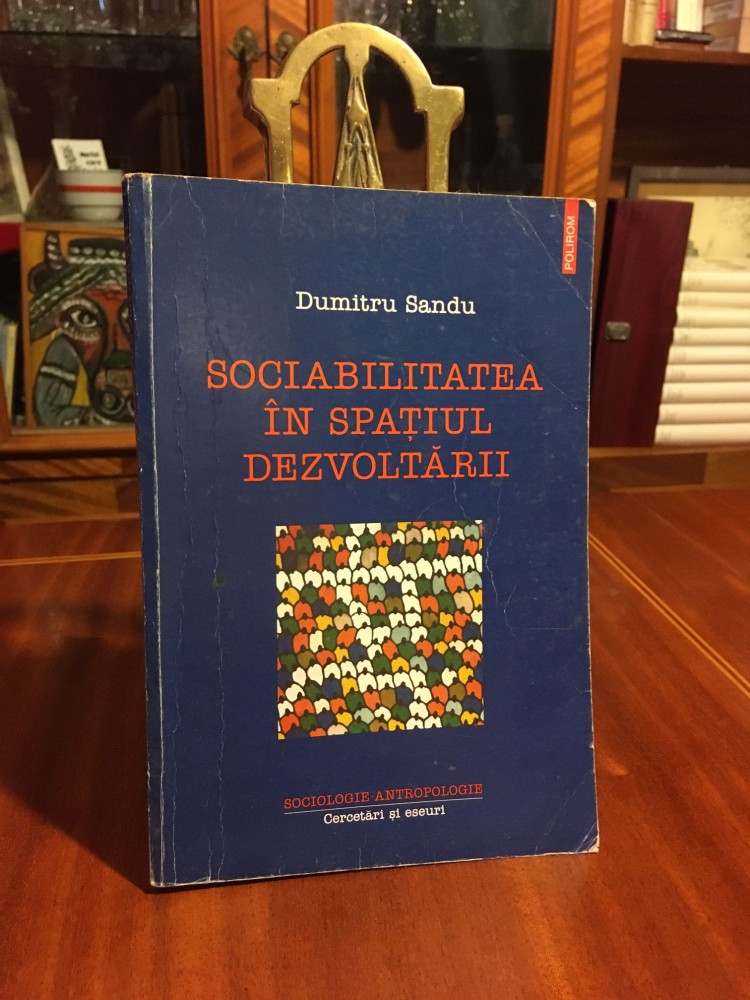 POLIROM
Dumitru Sandu
SOCIABILITATEA
ÎN SPAȚIUL
DEZVOLTĂRII
SOCIOLOGIE·ANTROPOLOGIE
Cercetări și eseuri